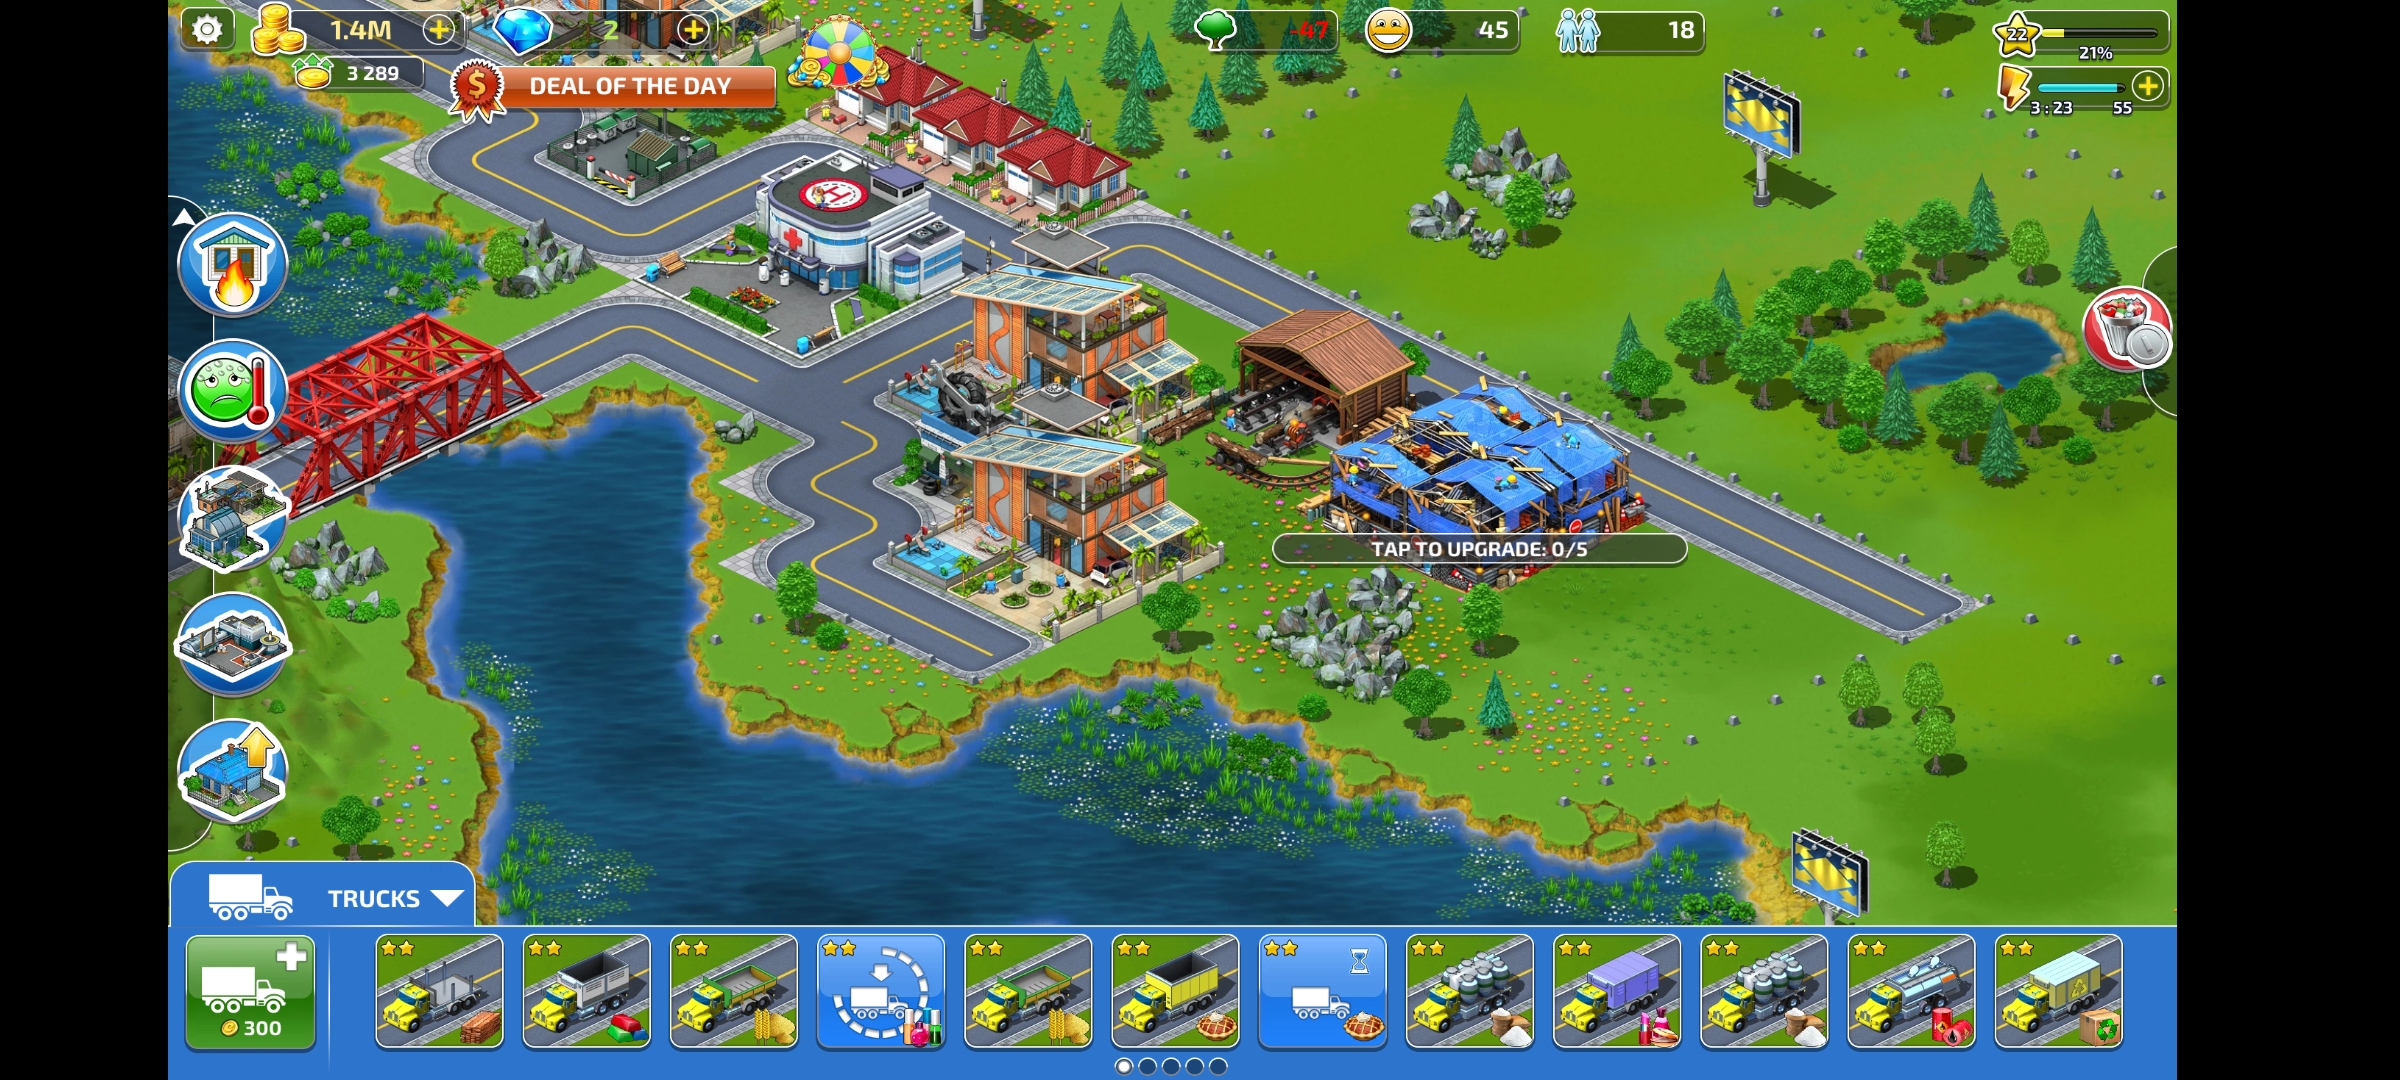 1.4M
2
-47
45
18
22
21%
3 289
DEAL OF THE DAY
3:23
55
H
TAP TO UPGRADE: 0/5
TRUCKS
300